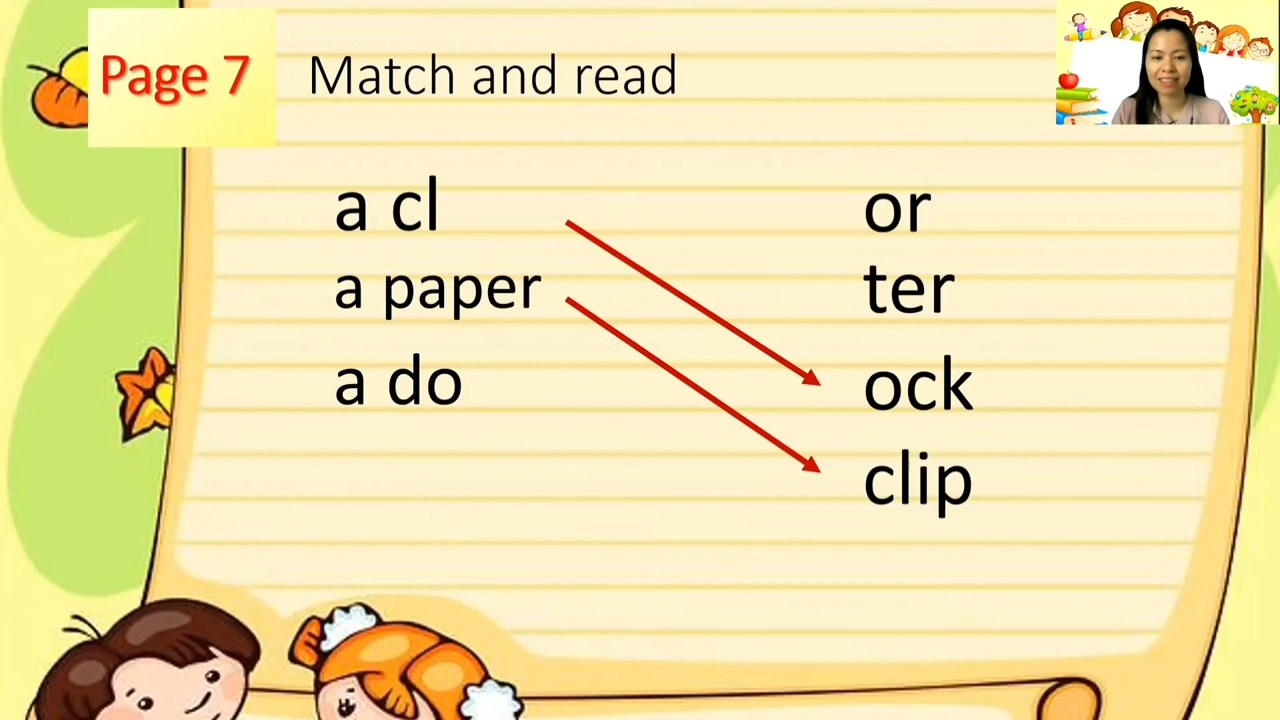 Page 7 Match and read
a cl or
a paper ter
a do ock
clip